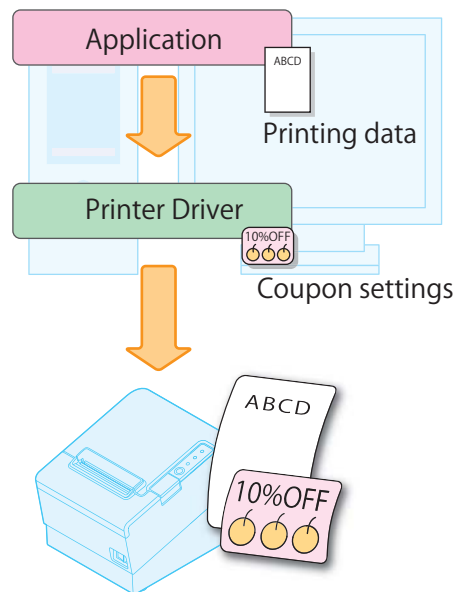 Application
ABCD
Printing data
Printer Driver
10%OFF
Coupon settings
ABCD
10%OFF